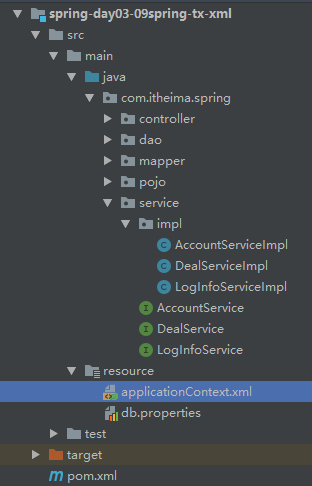 spring-day03-09spring-tx-xml
src
main
java
com.itheima.spring
controller
dao
mapper
pojo
service
impl
AccountServiceImpl
DealServiceImpl
LogInfoServiceImpl
AccountService
DealService
LogInfoService
resource
applicationContext.xml
db.properties
test
target
pom.xml